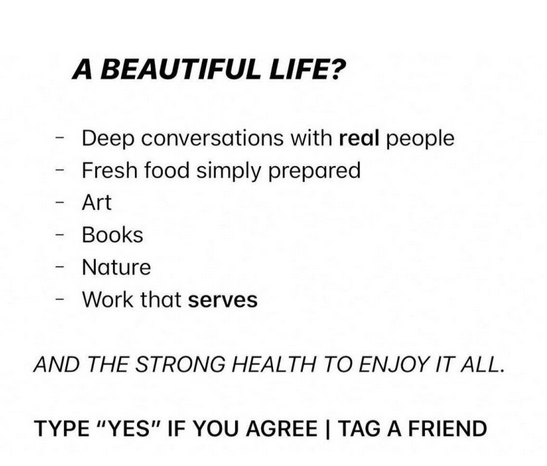 A BEAUTIFUL LIFE?
- Deep conversations with real people
- Fresh food simply prepared
- Art
- Books
- Nature
- Work that serves
AND THE STRONG HEALTH TO ENJOY IT ALL.
TYPE “YES” IF YOU AGREE | TAG A FRIEND